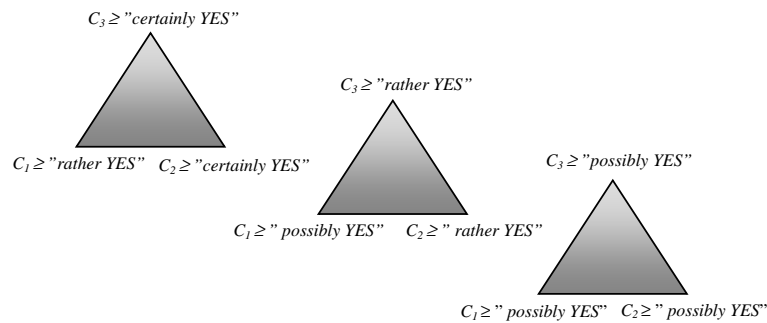 C₃ ≥ ”certainly YES”
C₁ ≥ ”rather YES” C₂ ≥ ”certainly YES”
C₃ ≥ ”rather YES”
C₁ ≥ ” possibly YES” C₂ ≥ ” rather YES”
C₃ ≥ ”possibly YES”
C₁ ≥ ” possibly YES” C₂ ≥ ” possibly YES”